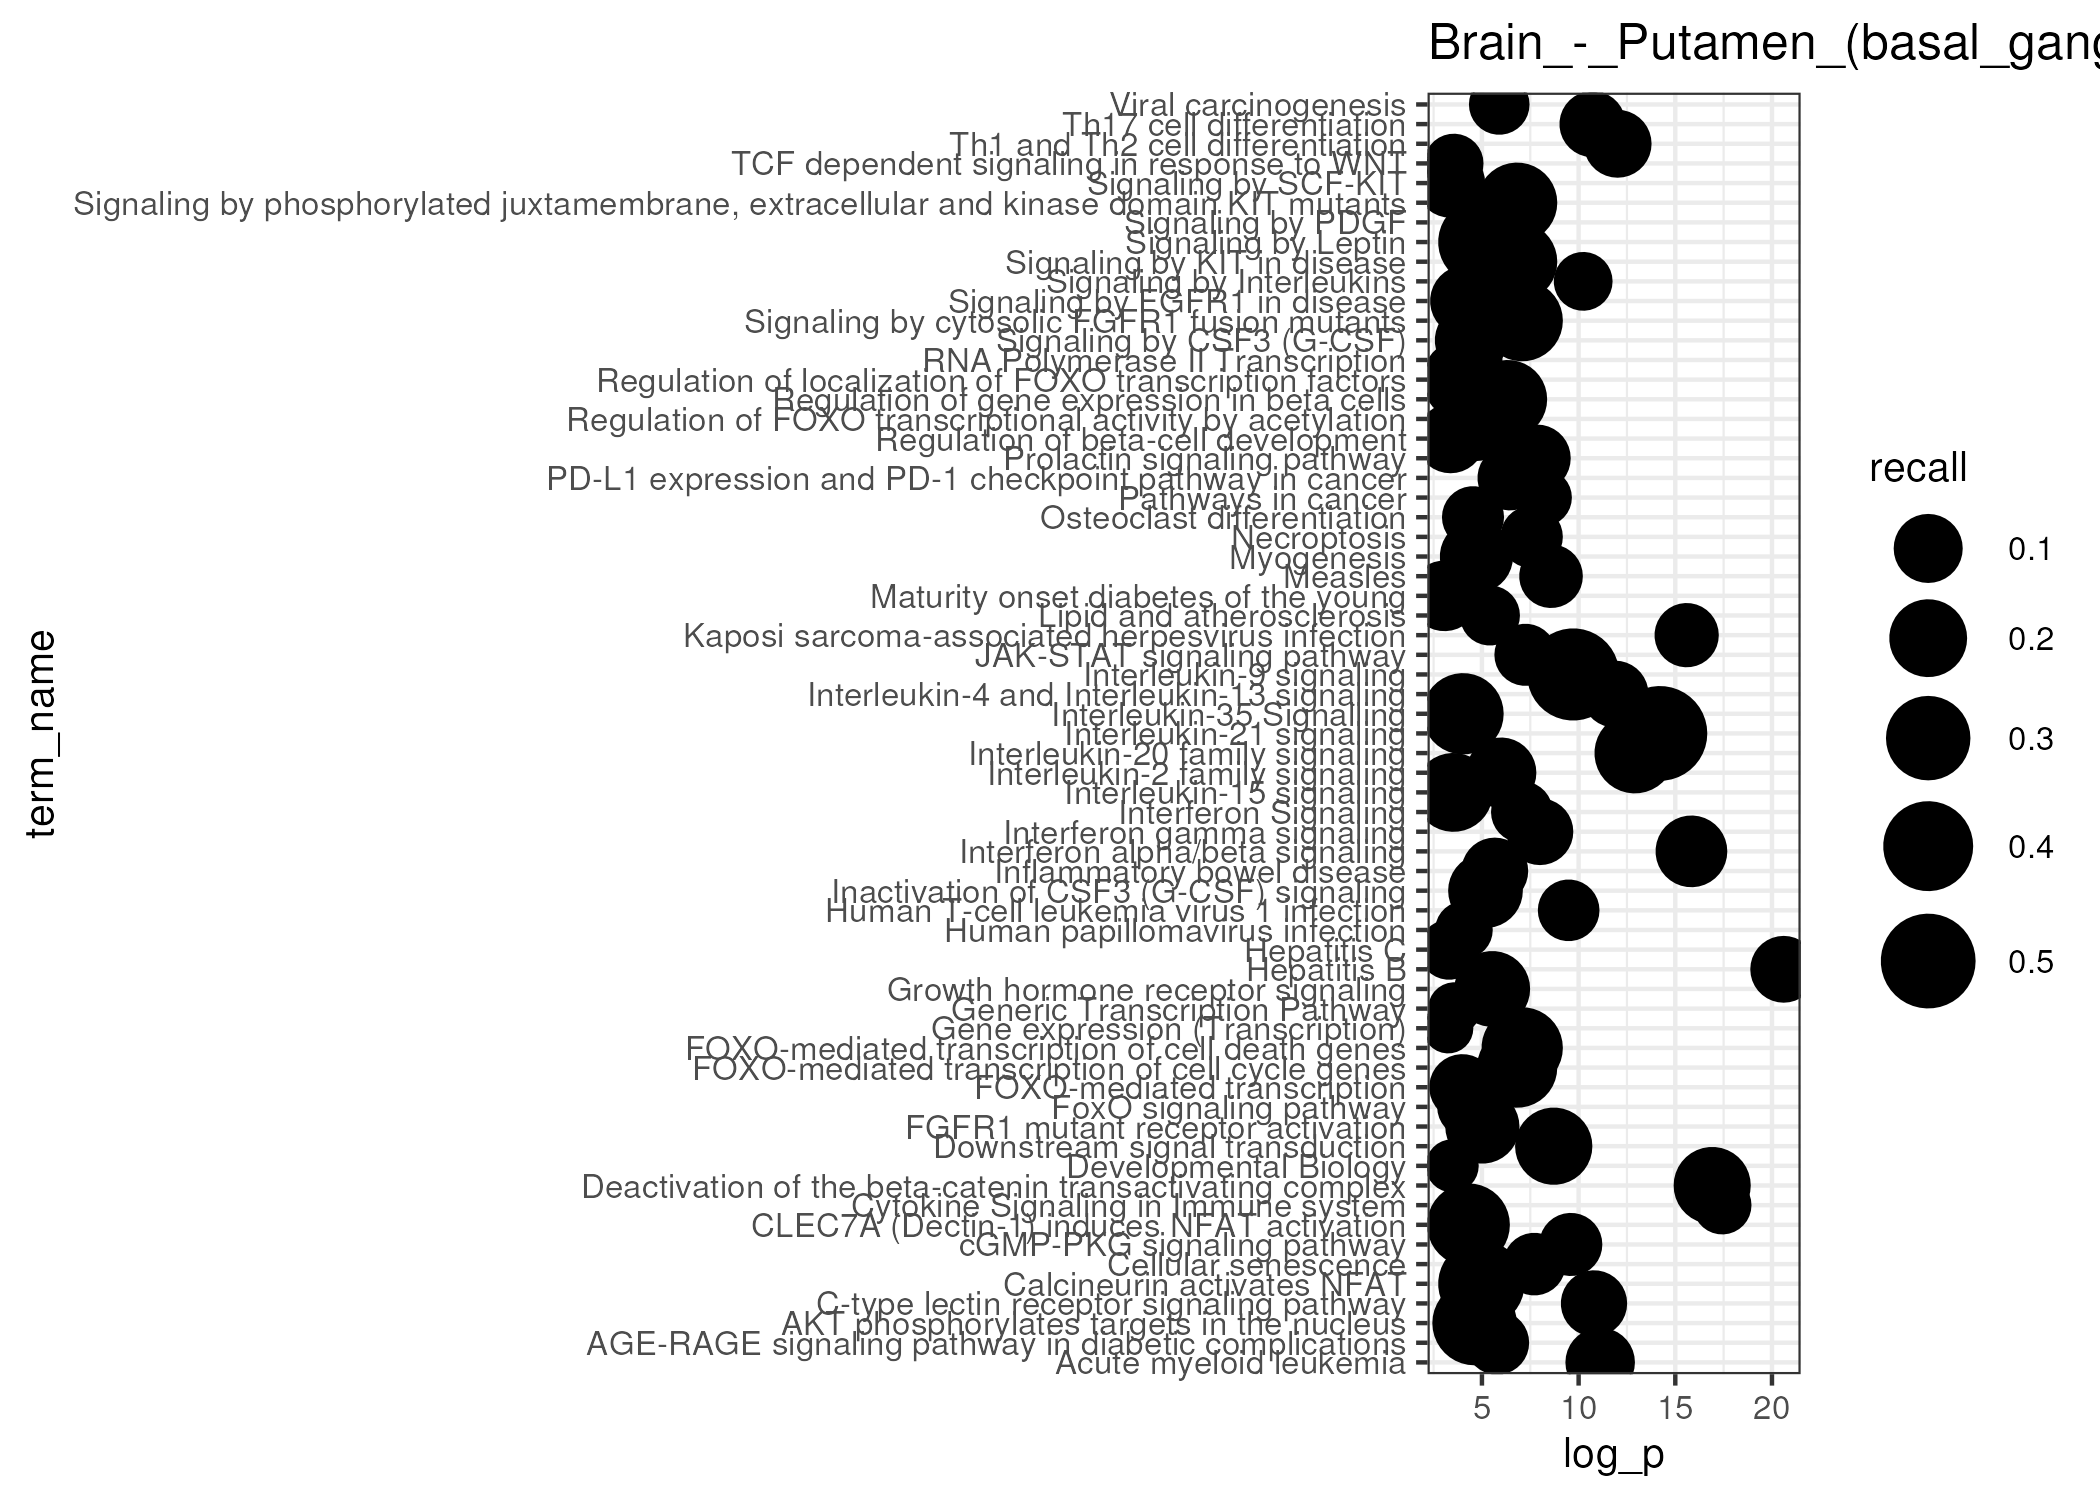 Brain_-_Putamen_(basal_gang
Viral carcinogenesis
Th17 cell differentiation
Th1 and Th2 cell differentiation
TCF dependent signaling in response to WNT
Signaling by SCF-KIT
Signaling by phosphorylated juxtamembrane, extracellular and kinase domain KIT mutants
Signaling by PDGF
Signaling by Leptin
Signaling by KIT in disease
Signaling by Interleukins
Signaling by FGFR1 in disease
Signaling by cytosolic FGFR1 fusion mutants
Signaling by CSF3 (G-CSF)
RNA Polymerase II Transcription
Regulation of localization of FOXO transcription factors
Regulation of gene expression in beta cells
Regulation of FOXO transcriptional activity by acetylation
Regulation of beta-cell development
Prolactin signaling pathway
PD-L1 expression and PD-1 checkpoint pathway in cancer
Pathways in cancer
Osteoclast differentiation
Necroptosis
Myogenesis
Measles
Maturity onset diabetes of the young
Lipid and atherosclerosis
Kaposi sarcoma-associated herpesvirus infection
JAK-STAT signaling pathway
Interleukin-9 signaling
Interleukin-4 and Interleukin-13 signaling
Interleukin-35 Signalling
Interleukin-21 signaling
Interleukin-20 family signaling
Interleukin-2 family signaling
Interleukin-15 signaling
Interferon Signaling
Interferon gamma signaling
Interferon alpha/beta signaling
Inflammatory bowel disease
Inactivation of CSF3 (G-CSF) signaling
Human T-cell leukemia virus 1 infection
Human papillomavirus infection
Hepatitis C
Hepatitis B
Growth hormone receptor signaling
Generic Transcription Pathway
Gene expression (Transcription)
FOXO-mediated transcription of cell death genes
FOXO-mediated transcription of cell cycle genes
FOXO-mediated transcription
FoxO signaling pathway
FGFR1 mutant receptor activation
Downstream signal transduction
Developmental Biology
Deactivation of the beta-catenin transactivating complex
Cytokine Signaling in Immune system
CLEC7A (Dectin-1) induces NFAT activation
cGMP-PKG signaling pathway
Cellular senescence
Calcineurin activates NFAT
C-type lectin receptor signaling pathway
AKT phosphorylates targets in the nucleus
AGE-RAGE signaling pathway in diabetic complications
Acute myeloid leukemia
term_name
5 10 15 20
log_p
recall
0.1
0.2
0.3
0.4
0.5